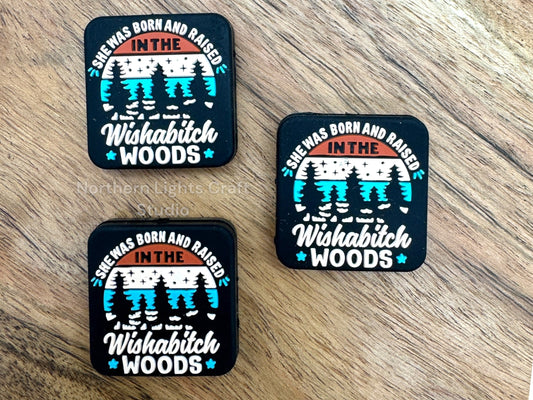 SHE WAS BORN AND RAISED
IN THE
Wishabitch
WOODS
SHE WAS BORN AND RAISED
IN THE
Wishabitch
WOODS
Northern Lights Craft
Studio
SHE WAS BORN AND RAISED
IN THE
Wishabitch
WOODS